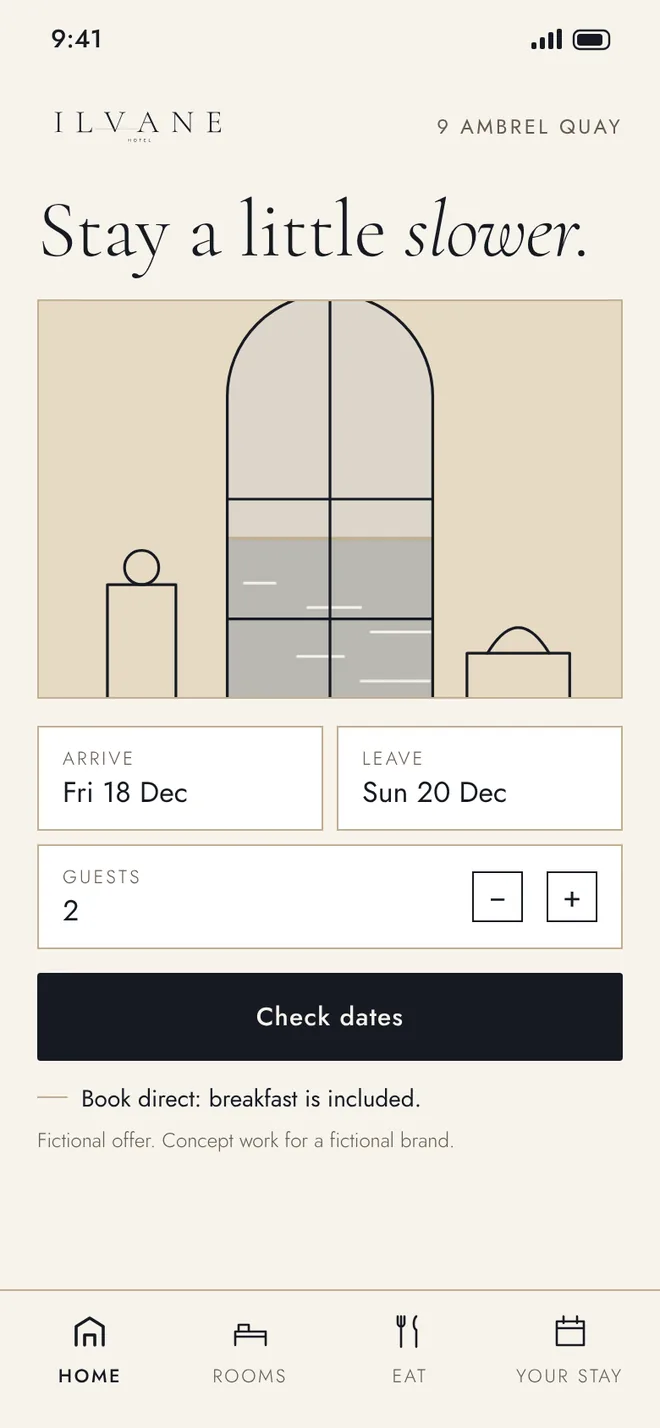 9:41
ILVANE
HOTEL
9 AMBREL QUAY
Stay a little slower.
ARRIVE
Fri 18 Dec
LEAVE
Sun 20 Dec
GUESTS
2
− +
Check dates
Book direct: breakfast is included.
Fictional offer. Concept work for a fictional brand.
HOME
ROOMS
EAT
YOUR STAY